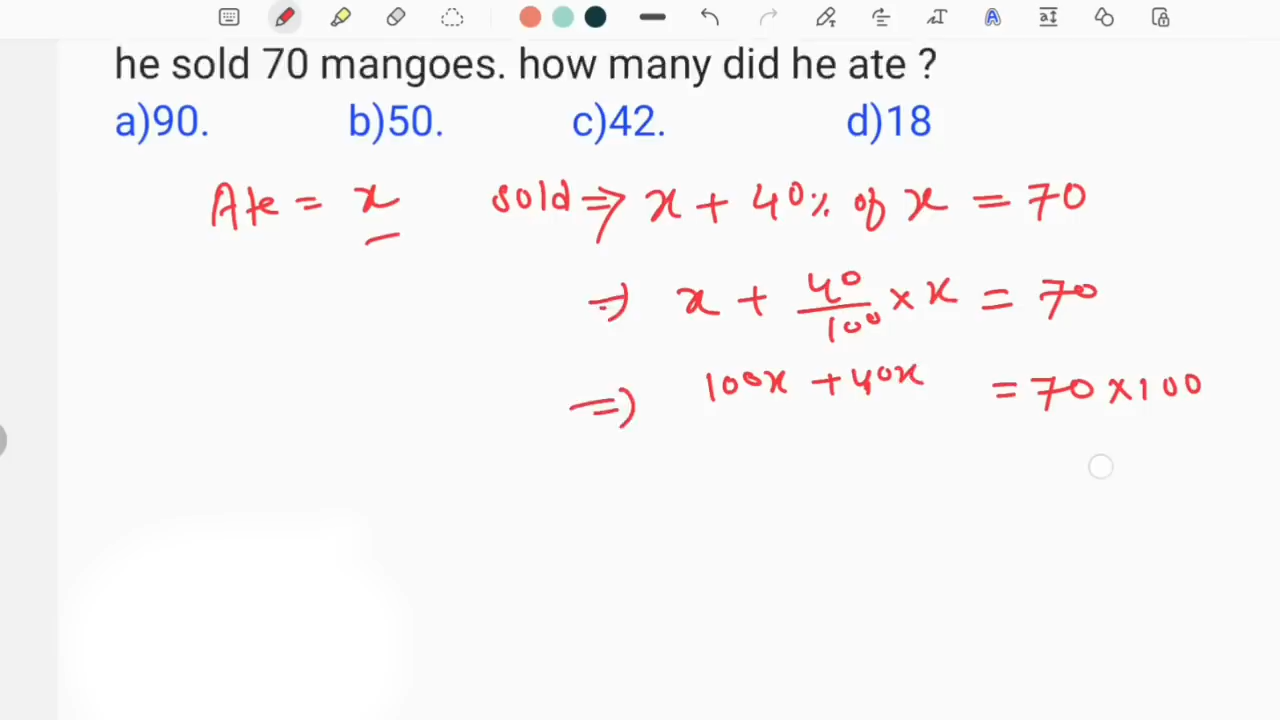 he sold 70 mangoes. how many did he ate ?
a)90. b)50. c)42. d)18
Ate = x sold ⇒ x + 40% of x = 70
⇒ x + 40/100 × x = 70
⇒ 100x + 40x = 70 × 100